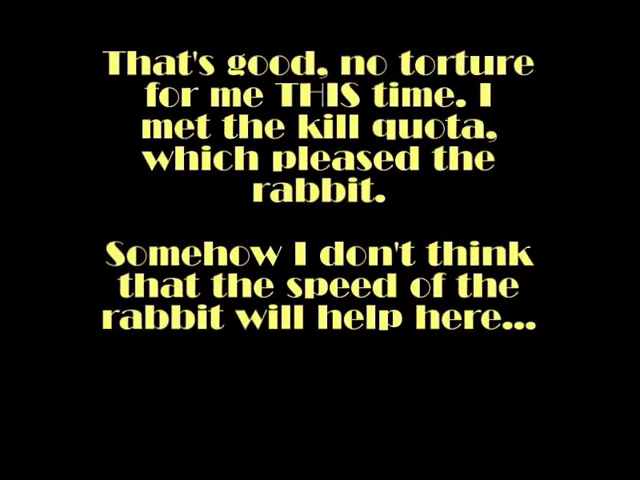 That's good, no torture
for me THIS time. I
met the kill quota,
which pleased the
rabbit.
Somehow I don't think
that the speed of the
rabbit will help here...